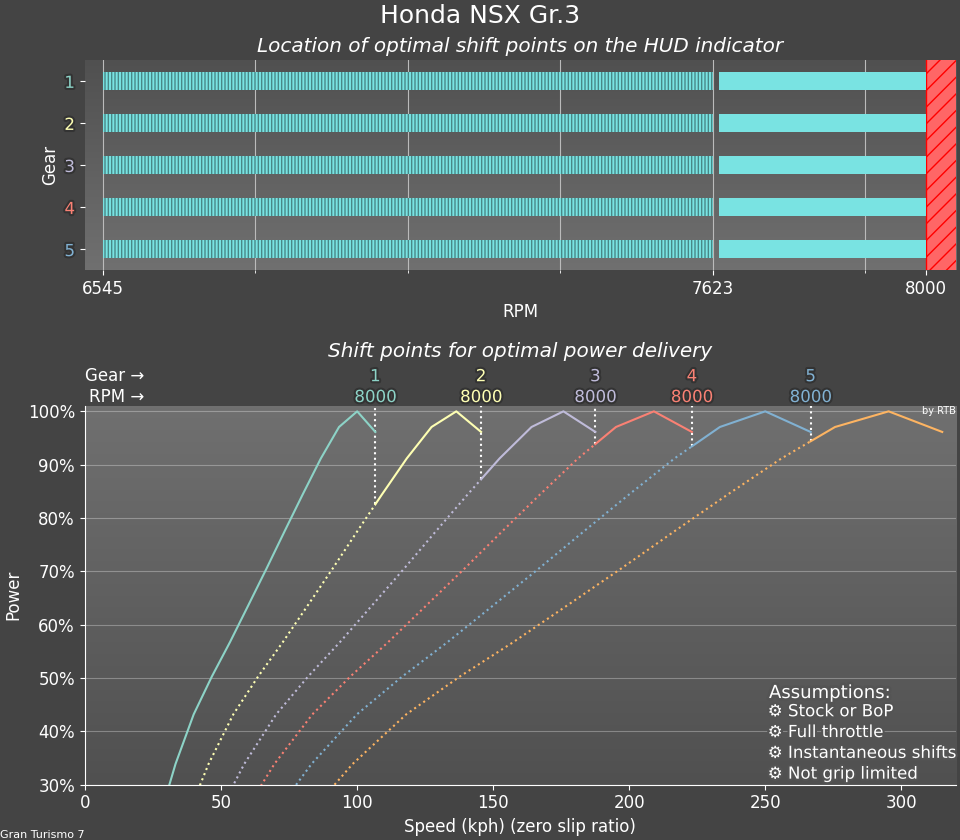 Honda NSX Gr.3
Location of optimal shift points on the HUD indicator
Gear
1
2
3
4
5
6545 7623 8000
RPM
Shift points for optimal power delivery
Gear → 1 2 3 4 5
RPM → 8000 8000 8000 8000 8000
by RTB
Power
100%
90%
80%
70%
60%
50%
40%
30%
Assumptions:
⚙ Stock or BoP
⚙ Full throttle
⚙ Instantaneous shifts
⚙ Not grip limited
0 50 100 150 200 250 300
Speed (kph) (zero slip ratio)
Gran Turismo 7